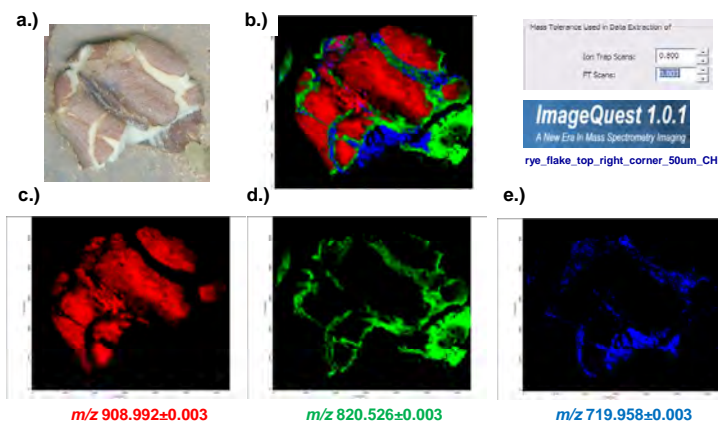 a.)
b.)
Mass Tolerance Used in Data Extraction of
Ion Trap Scans: 0.800
FT Scans:
ImageQuest 1.0.1
A New Era In Mass Spectrometry Imaging
rye_flake_top_right_corner_50um_CH
c.)
d.)
e.)
m/z 908.992±0.003
m/z 820.526±0.003
m/z 719.958±0.003